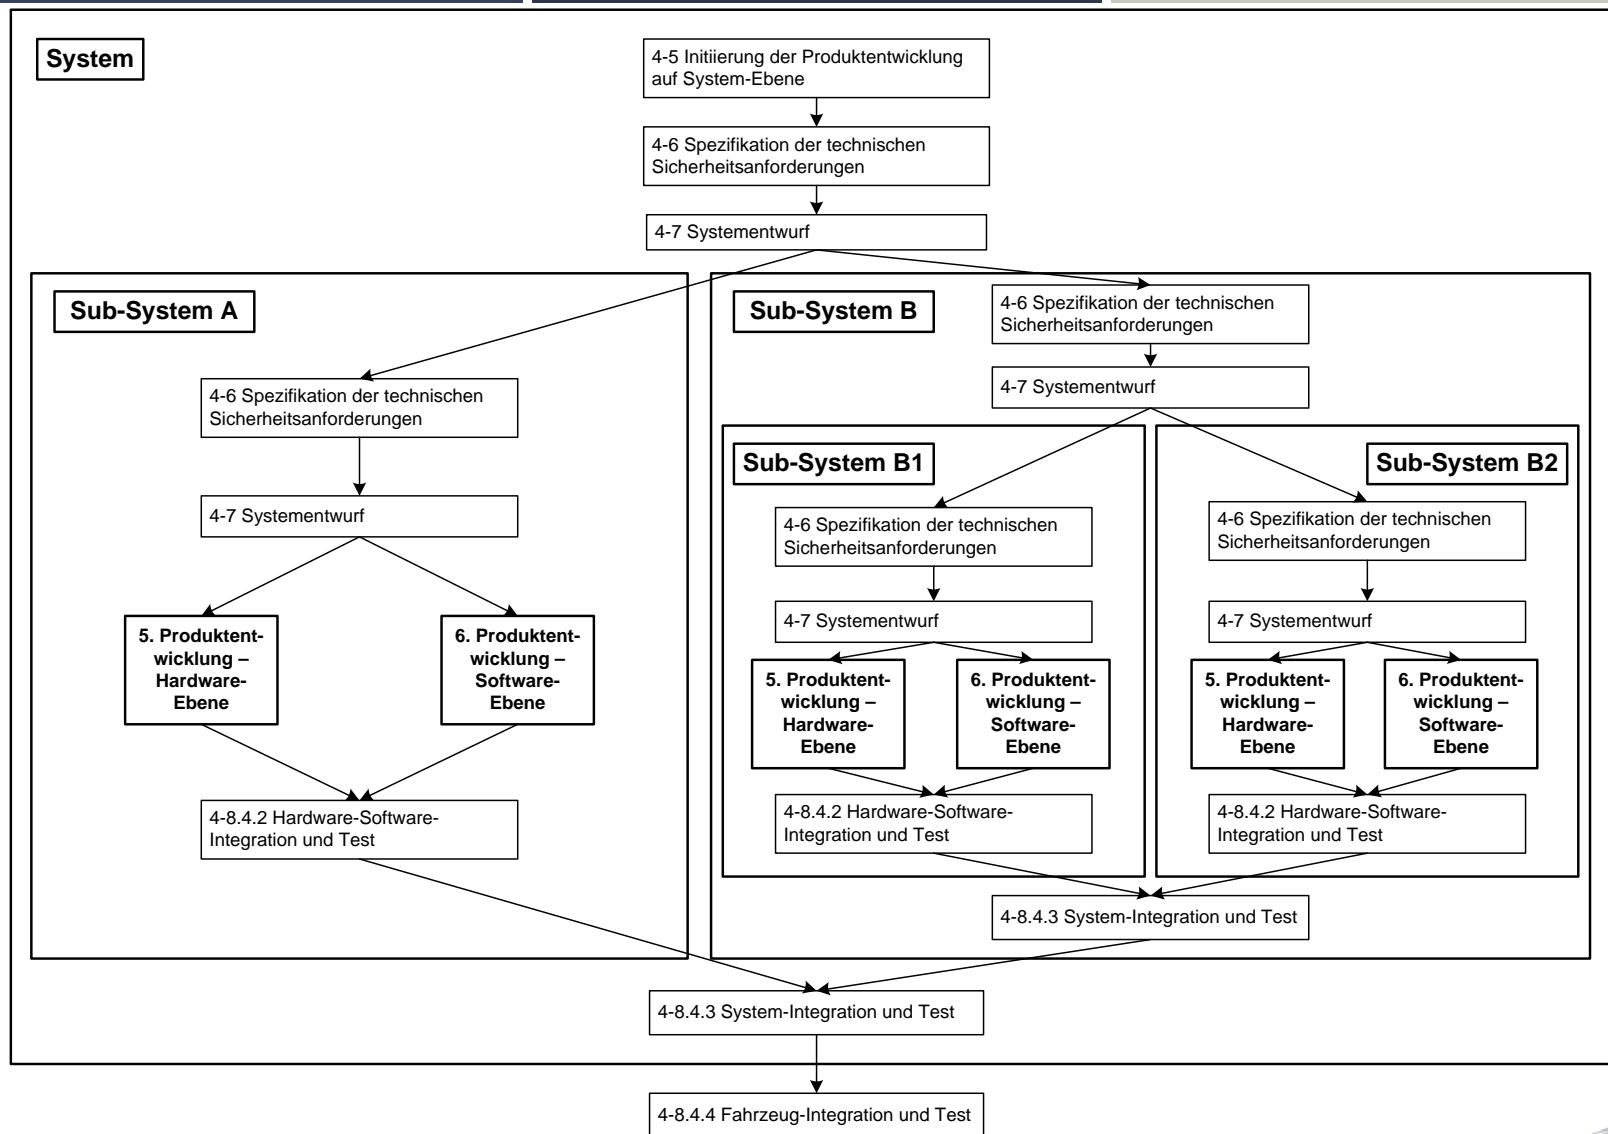 System
4-5 Initiierung der Produktentwicklung
auf System-Ebene
4-6 Spezifikation der technischen
Sicherheitsanforderungen
4-7 Systementwurf
Sub-System A
4-6 Spezifikation der technischen
Sicherheitsanforderungen
4-7 Systementwurf
5. Produktent-
wicklung –
Hardware-
Ebene
6. Produktent-
wicklung –
Software-
Ebene
4-8.4.2 Hardware-Software-
Integration und Test
Sub-System B
4-6 Spezifikation der technischen
Sicherheitsanforderungen
4-7 Systementwurf
Sub-System B1
4-6 Spezifikation der technischen
Sicherheitsanforderungen
4-7 Systementwurf
5. Produktent-
wicklung –
Hardware-
Ebene
6. Produktent-
wicklung –
Software-
Ebene
4-8.4.2 Hardware-Software-
Integration und Test
Sub-System B2
4-6 Spezifikation der technischen
Sicherheitsanforderungen
4-7 Systementwurf
5. Produktent-
wicklung –
Hardware-
Ebene
6. Produktent-
wicklung –
Software-
Ebene
4-8.4.2 Hardware-Software-
Integration und Test
4-8.4.3 System-Integration und Test
4-8.4.3 System-Integration und Test
4-8.4.4 Fahrzeug-Integration und Test